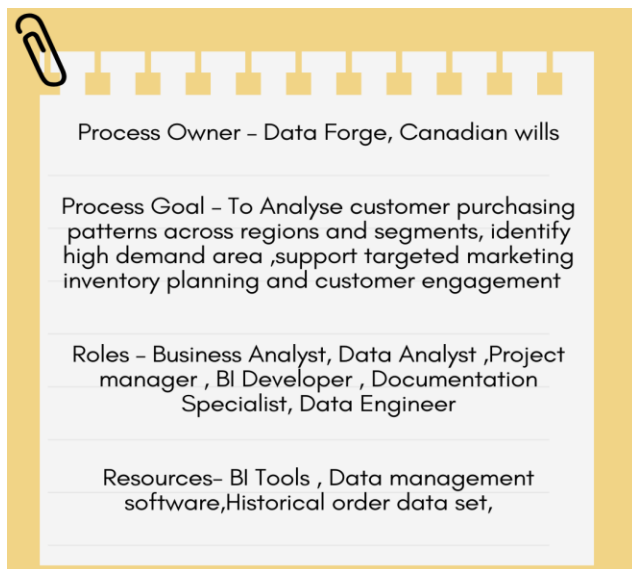 Process Owner – Data Forge, Canadian wills
Process Goal – To Analyse customer purchasing
patterns across regions and segments, identify
high demand area ,support targeted marketing
inventory planning and customer engagement
Roles – Business Analyst, Data Analyst ,Project
manager , BI Developer , Documentation
Specialist, Data Engineer
Resources– BI Tools , Data management
software,Historical order data set,